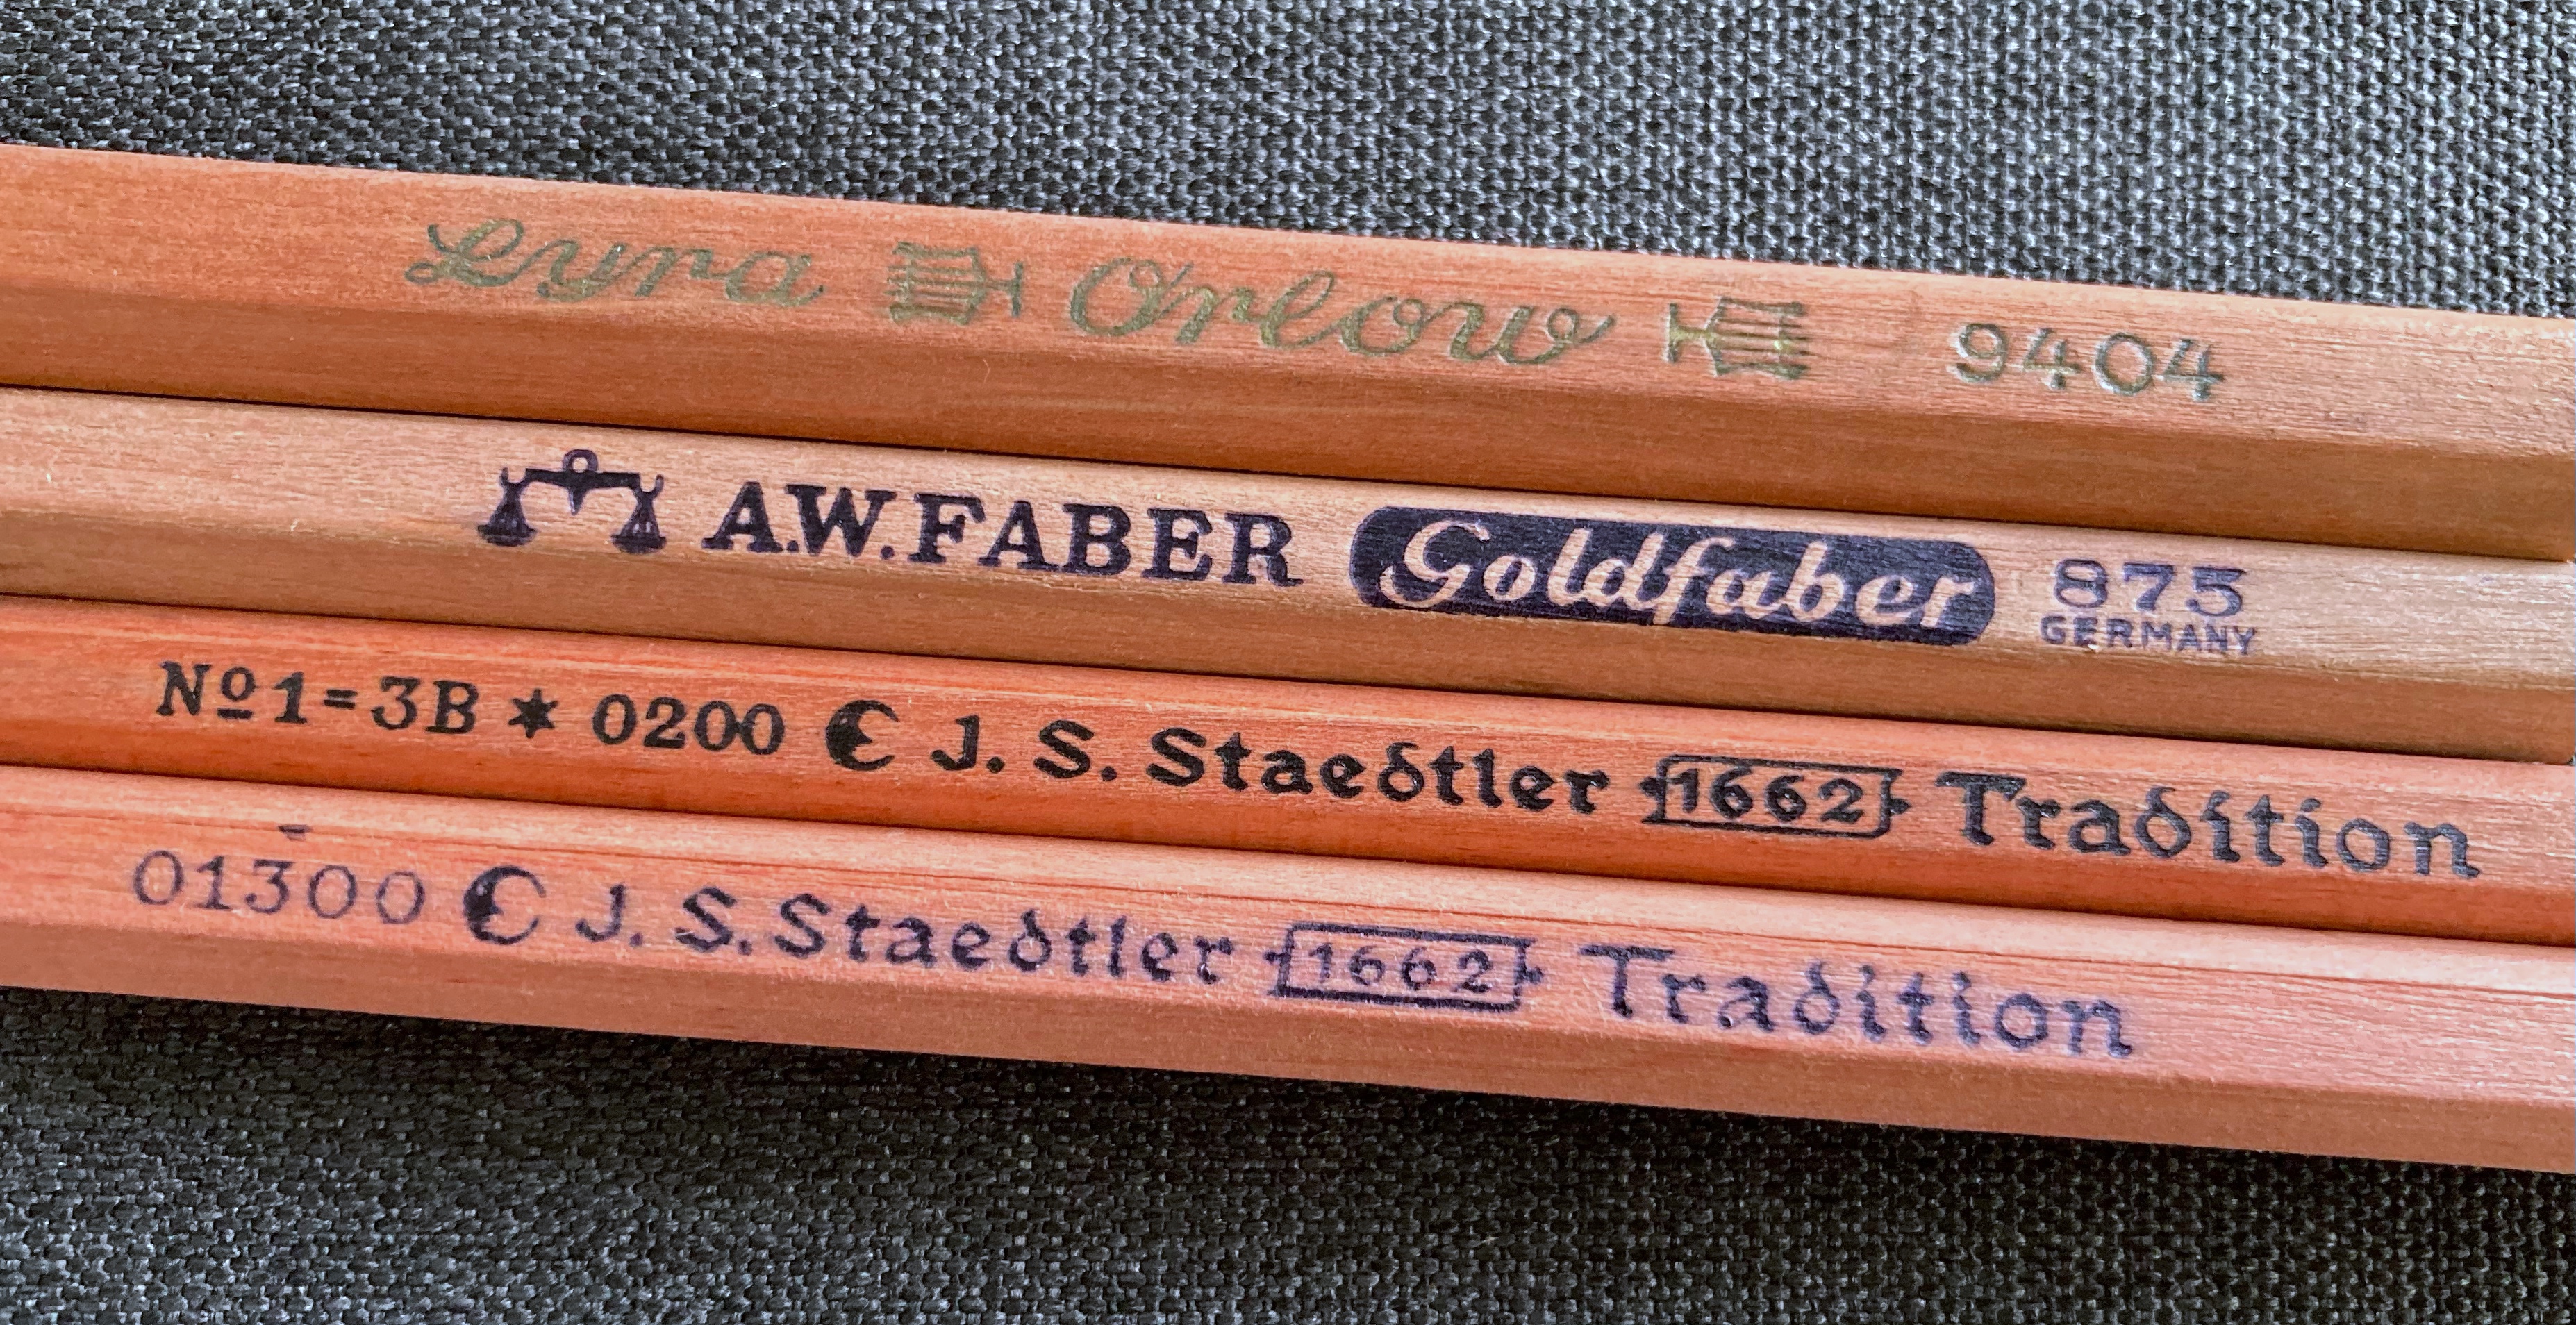 Lyra Orlow 9404
A.W.FABER Goldfaber 875
GERMANY
Nº1=3B * 0200 J. S. Staedtler 1662 Tradition
01300 J. S. Staedtler 1662 Tradition